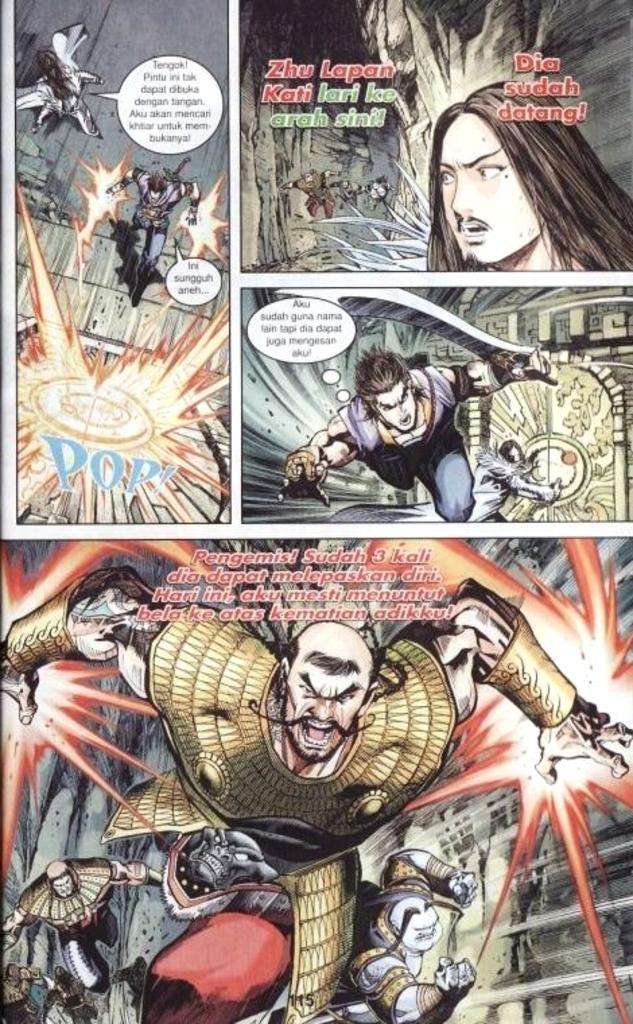 Tengok!
Pintu ini tak
dapat dibuka
dengan tangan.
Aku akan mencari
khtiar untuk mem-
bukanya!
Ini
sungguh
aneh...
POP!
Zhu Lapan
Kati lari ke
arah sini!
Dia
sudah
datang!
Aku
sudah guna nama
lain tapi dia dapat
juga mengesan
aku!
Pengemis! Sudah 3 kali
dia dapat melepaskan diri.
Hari ini, aku mesti menuntut
bela ke atas kematian adikku!
115